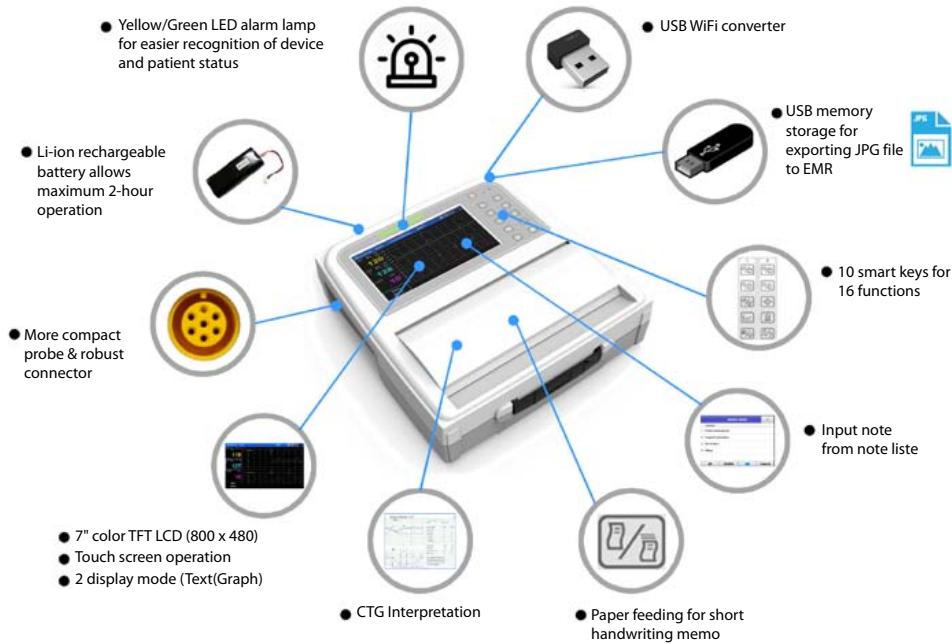 Yellow/Green LED alarm lamp
for easier recognition of device
and patient status
USB WiFi converter
USB memory
storage for
exporting JPG file
to EMR
JPG
Li-ion rechargeable
battery allows
maximum 2-hour
operation
10 smart keys for
16 functions
More compact
probe & robust
connector
Input note
from note liste
7" color TFT LCD (800 x 480)
Touch screen operation
2 display mode (Text(Graph)
CTG Interpretation
Paper feeding for short
handwriting memo